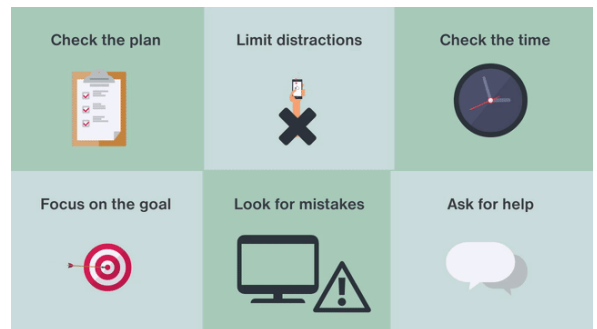 Check the plan
Limit distractions
Check the time
Focus on the goal
Look for mistakes
Ask for help